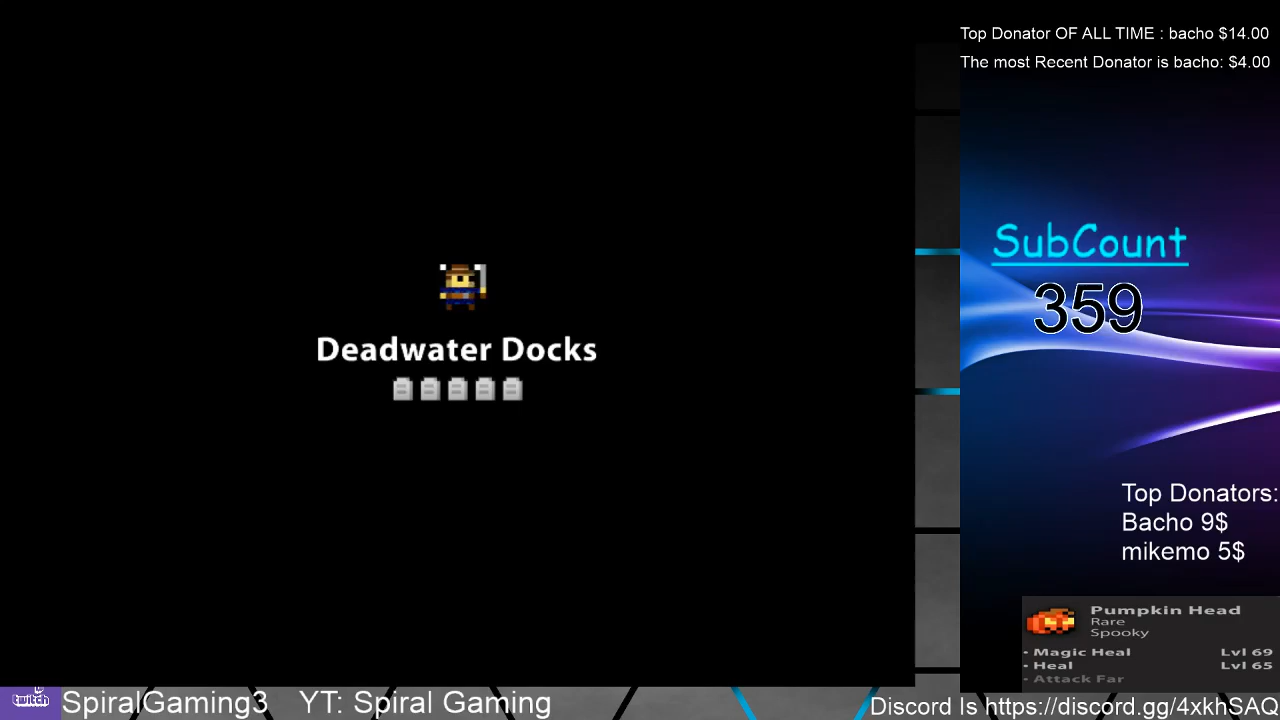 Top Donator OF ALL TIME : bacho $14.00
The most Recent Donator is bacho: $4.00
SubCount
359
Deadwater Docks
Top Donators:
Bacho 9$
mikemo 5$
Pumpkin Head
Rare
Spooky
• Magic Heal Lvl 69
• Heal Lvl 65
• Attack Far
twitch SpiralGaming3 YT: Spiral Gaming
Discord Is https://discord.gg/4xkhSAQ